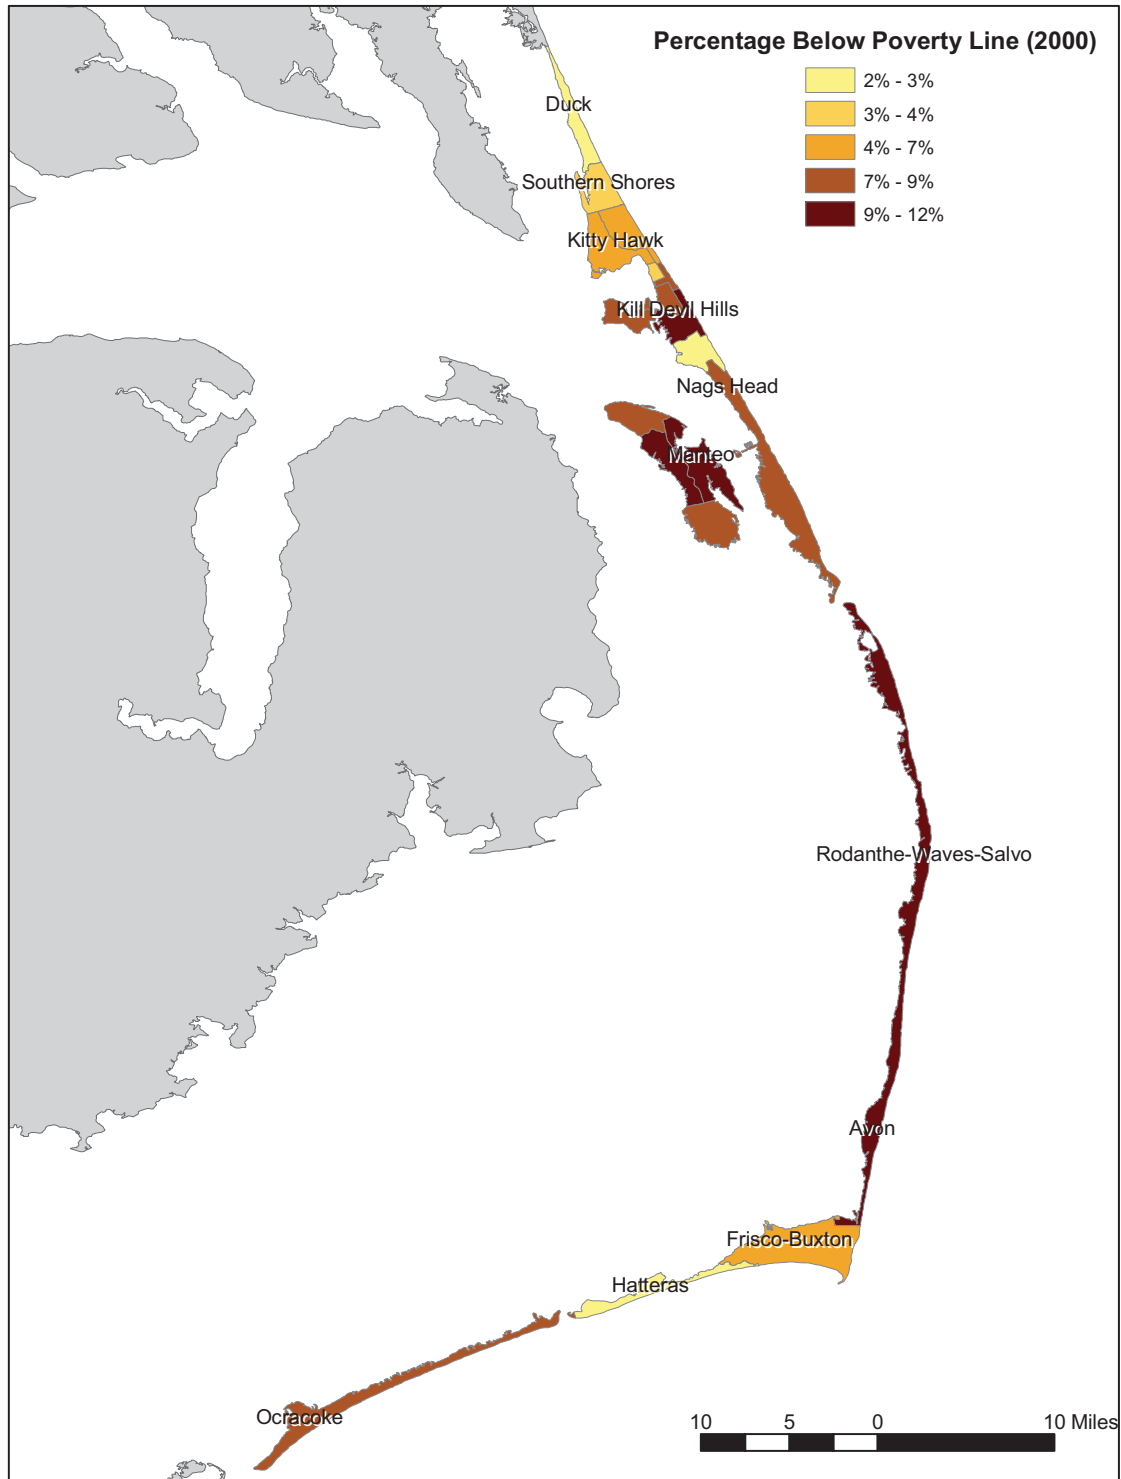 Percentage Below Poverty Line (2000)
2% - 3%
3% - 4%
4% - 7%
7% - 9%
9% - 12%
Duck
Southern Shores
Kitty Hawk
Kill Devil Hills
Nags Head
Manteo
Rodanthe-Waves-Salvo
Avon
Frisco-Buxton
Hatteras
Ocracoke
10 5 0 10 Miles